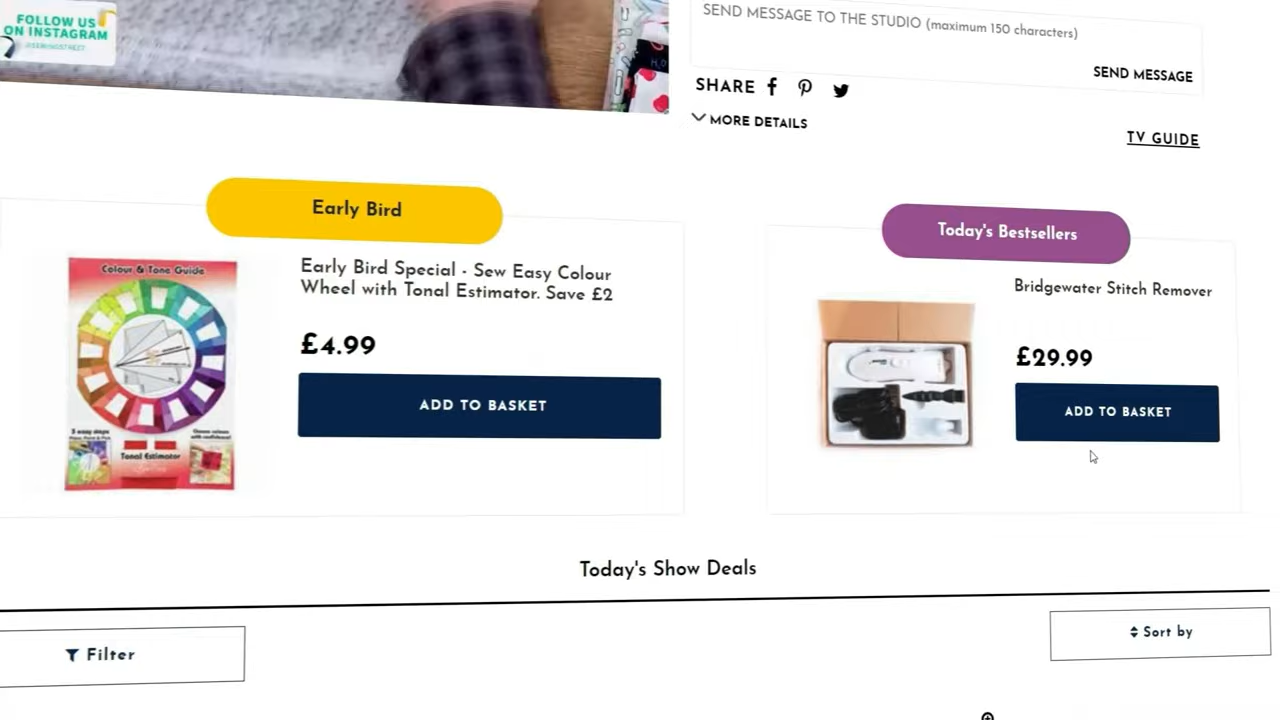 FOLLOW US
ON INSTAGRAM
SEND MESSAGE TO THE STUDIO (maximum 150 characters)
SEND MESSAGE
SHARE
MORE DETAILS
TV GUIDE
Early Bird
Today's Bestsellers
Colour & Tone Guide
Early Bird Special - Sew Easy Colour
Wheel with Tonal Estimator. Save £2
£4.99
ADD TO BASKET
Bridgewater Stitch Remover
£29.99
ADD TO BASKET
Tonal Estimator
Today's Show Deals
Filter
Sort by